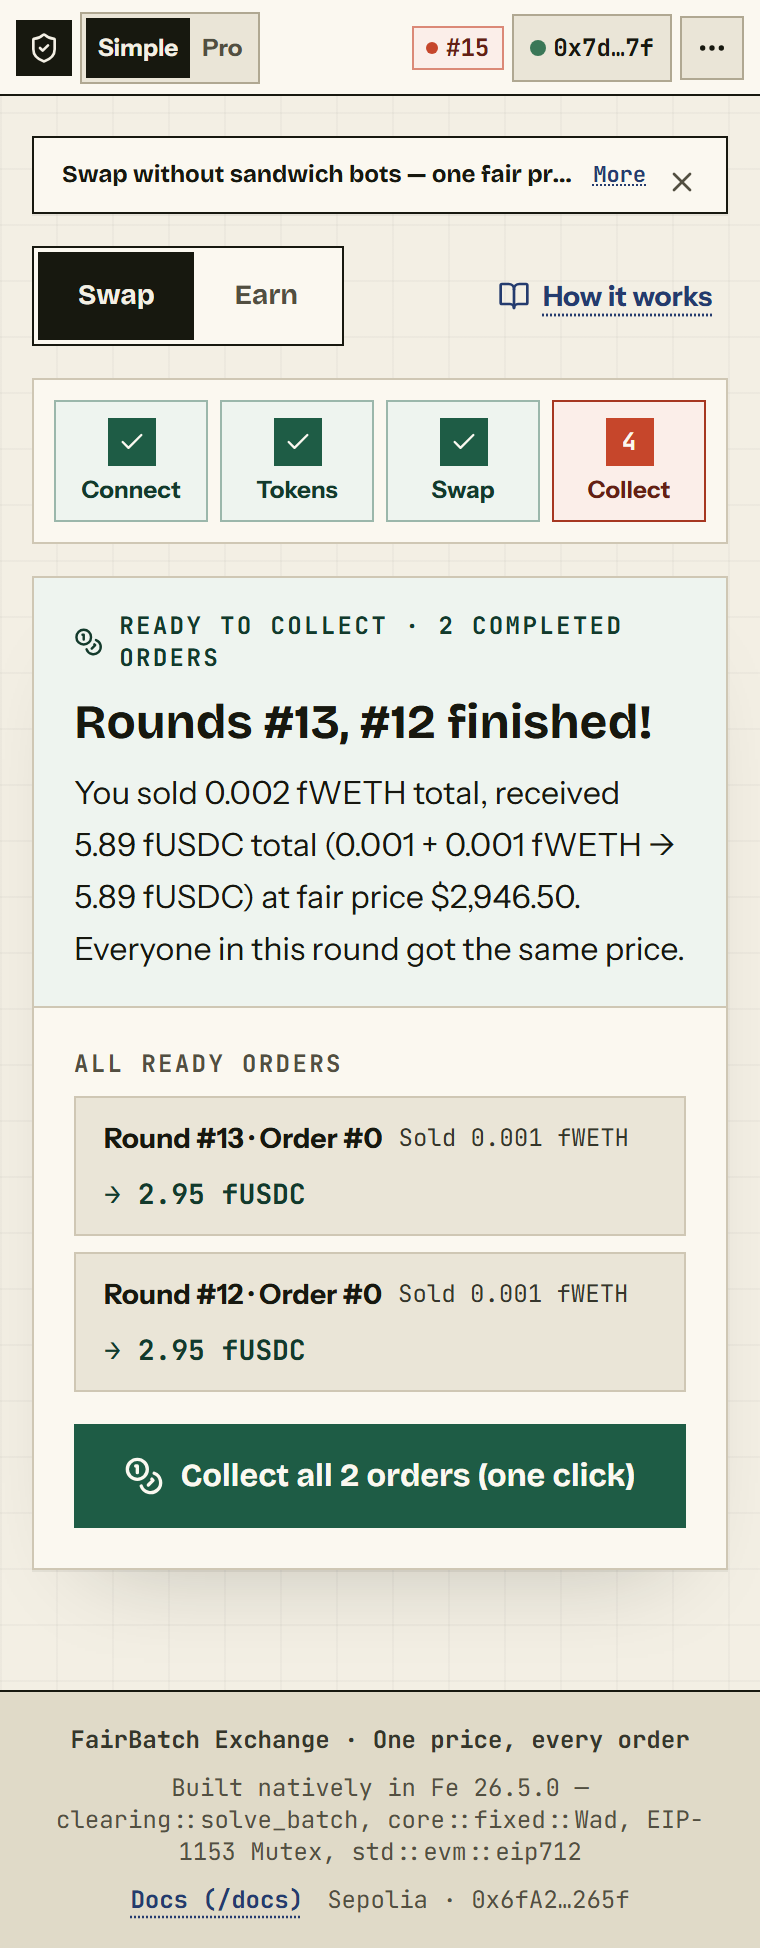 Simple Pro #15 0x7d…7f ...
Swap without sandwich bots — one fair pr... More
Swap Earn How it works
4
Connect Tokens Swap Collect
READY TO COLLECT · 2 COMPLETED
ORDERS
Rounds #13, #12 finished!
You sold 0.002 fWETH total, received
5.89 fUSDC total (0.001 + 0.001 fWETH →
5.89 fUSDC) at fair price $2,946.50.
Everyone in this round got the same price.
ALL READY ORDERS
Round #13 · Order #0 Sold 0.001 fWETH
→ 2.95 fUSDC
Round #12 · Order #0 Sold 0.001 fWETH
→ 2.95 fUSDC
Collect all 2 orders (one click)
FairBatch Exchange · One price, every order
Built natively in Fe 26.5.0 —
clearing::solve_batch, core::fixed::Wad, EIP-
1153 Mutex, std::evm::eip712
Docs (/docs) Sepolia · 0x6fA2…265f